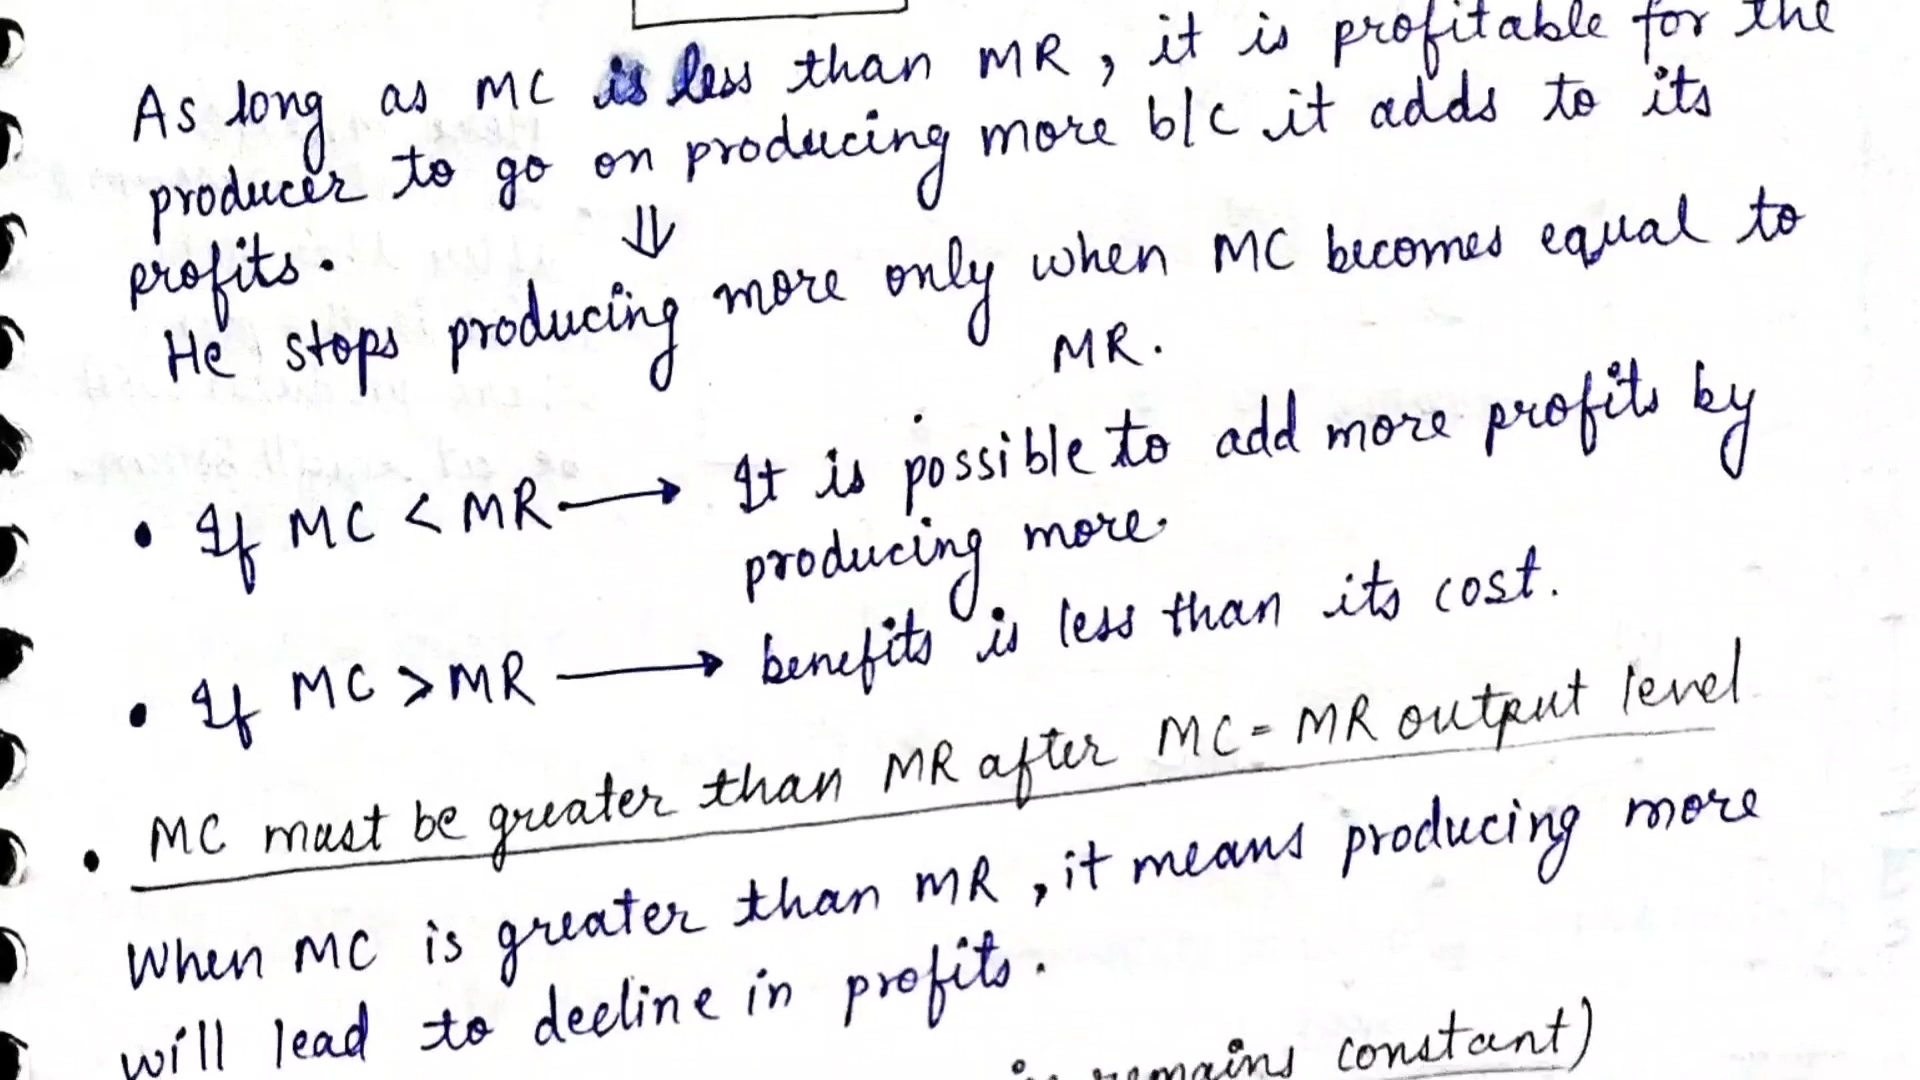 As long as MC is less than MR, it is profitable for the
producer to go on producing more b/c it adds to its
profits. ⇓
He stops producing more only when MC becomes equal to
MR.
• If MC < MR → It is possible to add more profits by
producing more.
• If MC > MR → benefits is less than its cost.
• MC must be greater than MR after MC = MR output level
When MC is greater than MR, it means producing more
will lead to decline in profits.
remains constant)